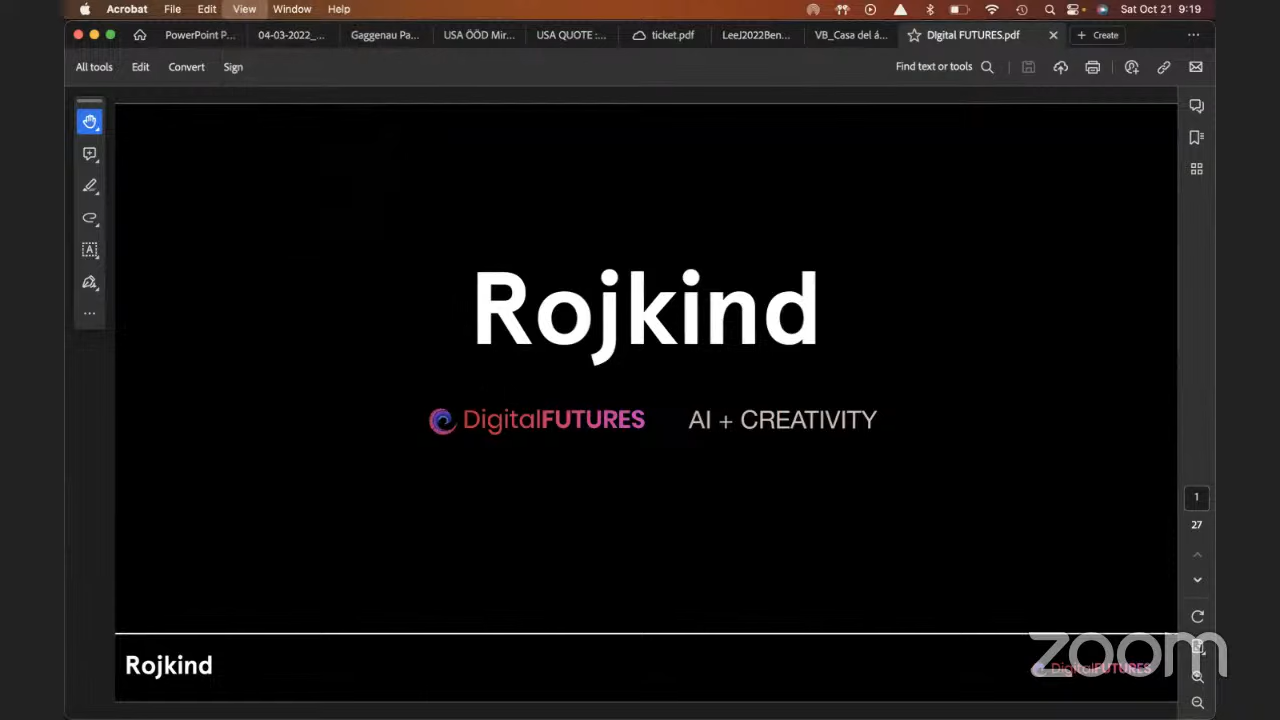 Acrobat File Edit View Window Help Sat Oct 21 9:19
PowerPoint P... 04-03-2022_... Gaggenau Pa... USA ÖÖD Mir... USA QUOTE :... ticket.pdf LeeJ2022Ben... VB_Casa del á... Digital FUTURES.pdf + Create
All tools Edit Convert Sign Find text or tools
Rojkind
DigitalFUTURES AI + CREATIVITY
1
27
Rojkind DigitalFUTURES
zoom